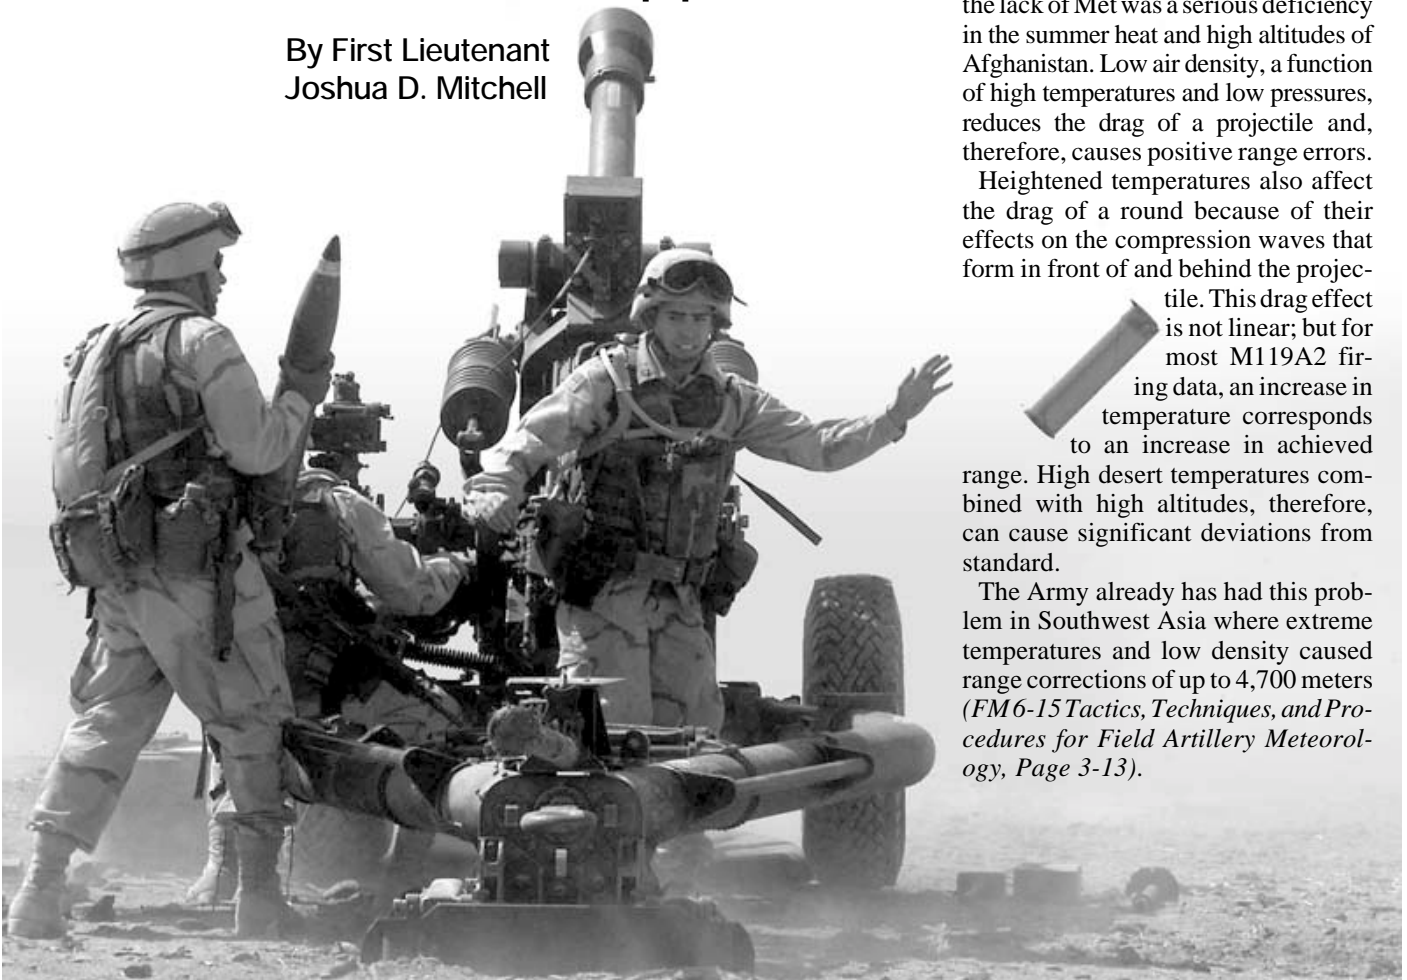 By First Lieutenant
Joshua D. Mitchell
the lack of Met was a serious deficiency
in the summer heat and high altitudes of
Afghanistan. Low air density, a function
of high temperatures and low pressures,
reduces the drag of a projectile and,
therefore, causes positive range errors.
Heightened temperatures also affect
the drag of a round because of their
effects on the compression waves that
form in front of and behind the projec-
tile. This drag effect
is not linear; but for
most M119A2 fir-
ing data, an increase in
temperature corresponds
to an increase in achieved
range. High desert temperatures com-
bined with high altitudes, therefore,
can cause significant deviations from
standard.
The Army already has had this prob-
lem in Southwest Asia where extreme
temperatures and low density caused
range corrections of up to 4,700 meters
(FM 6-15 Tactics, Techniques, and Pro-
cedures for Field Artillery Meteorol-
ogy, Page 3-13).